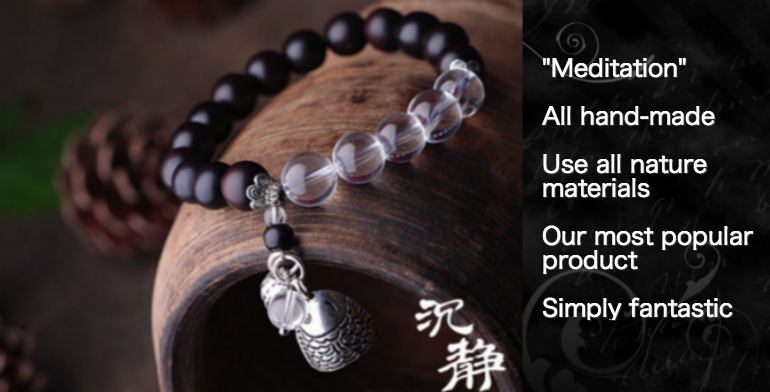 "Meditation"
All hand-made
Use all nature
materials
Our most popular
product
Simply fantastic
沉
静